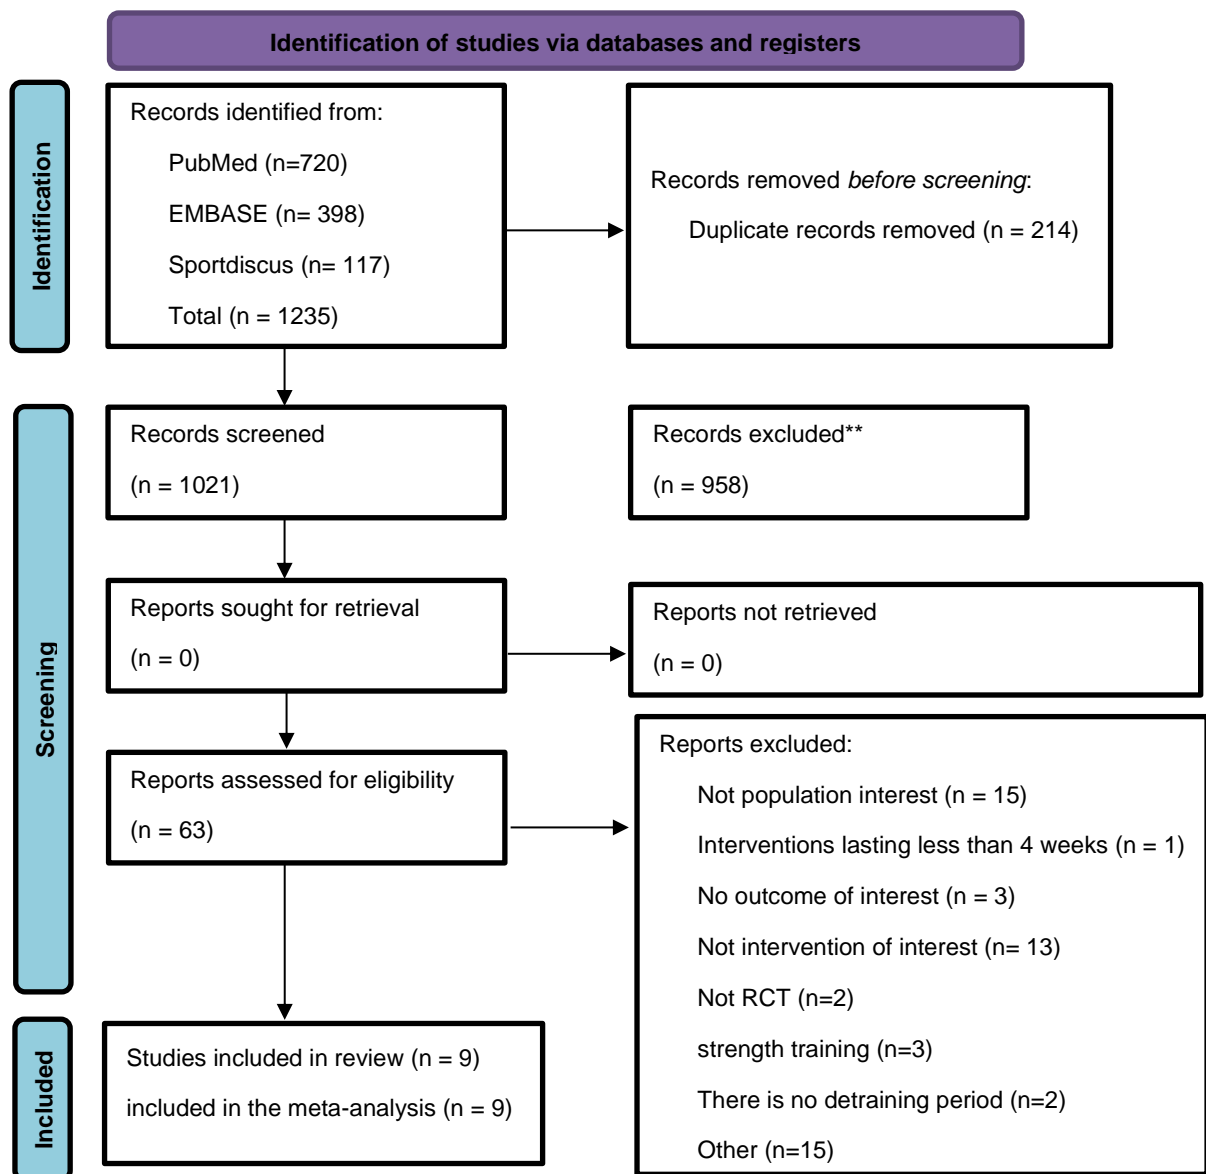 Identification of studies via databases and registers
Identification
Records identified from:
PubMed (n=720)
EMBASE (n= 398)
Sportdiscus (n= 117)
Total (n = 1235)
Records removed before screening:
Duplicate records removed (n = 214)
Screening
Records screened
(n = 1021)
Records excluded**
(n = 958)
Reports sought for retrieval
(n = 0)
Reports not retrieved
(n = 0)
Reports assessed for eligibility
(n = 63)
Reports excluded:
Not population interest (n = 15)
Interventions lasting less than 4 weeks (n = 1)
No outcome of interest (n = 3)
Not intervention of interest (n= 13)
Not RCT (n=2)
strength training (n=3)
There is no detraining period (n=2)
Other (n=15)
Included
Studies included in review (n = 9)
included in the meta-analysis (n = 9)